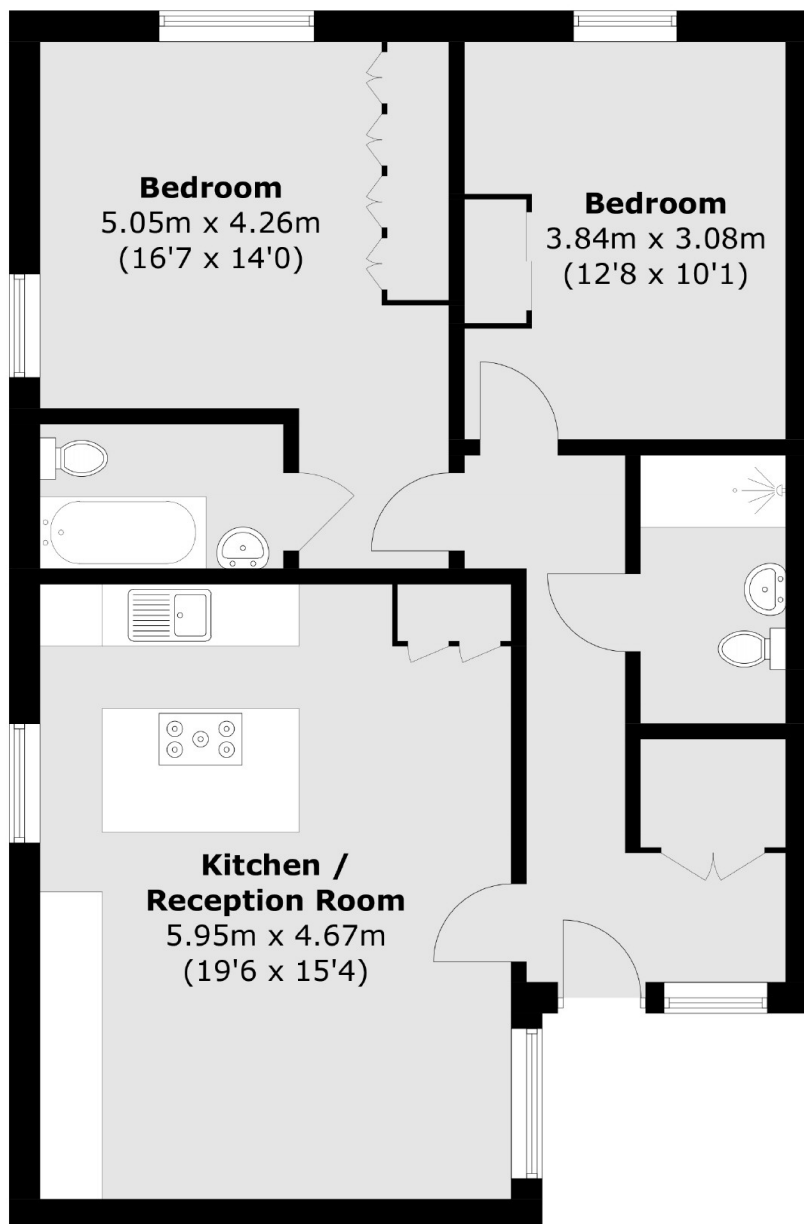 Bedroom
5.05m x 4.26m
(16'7 x 14'0)
Bedroom
3.84m x 3.08m
(12'8 x 10'1)
Kitchen /
Reception Room
5.95m x 4.67m
(19'6 x 15'4)